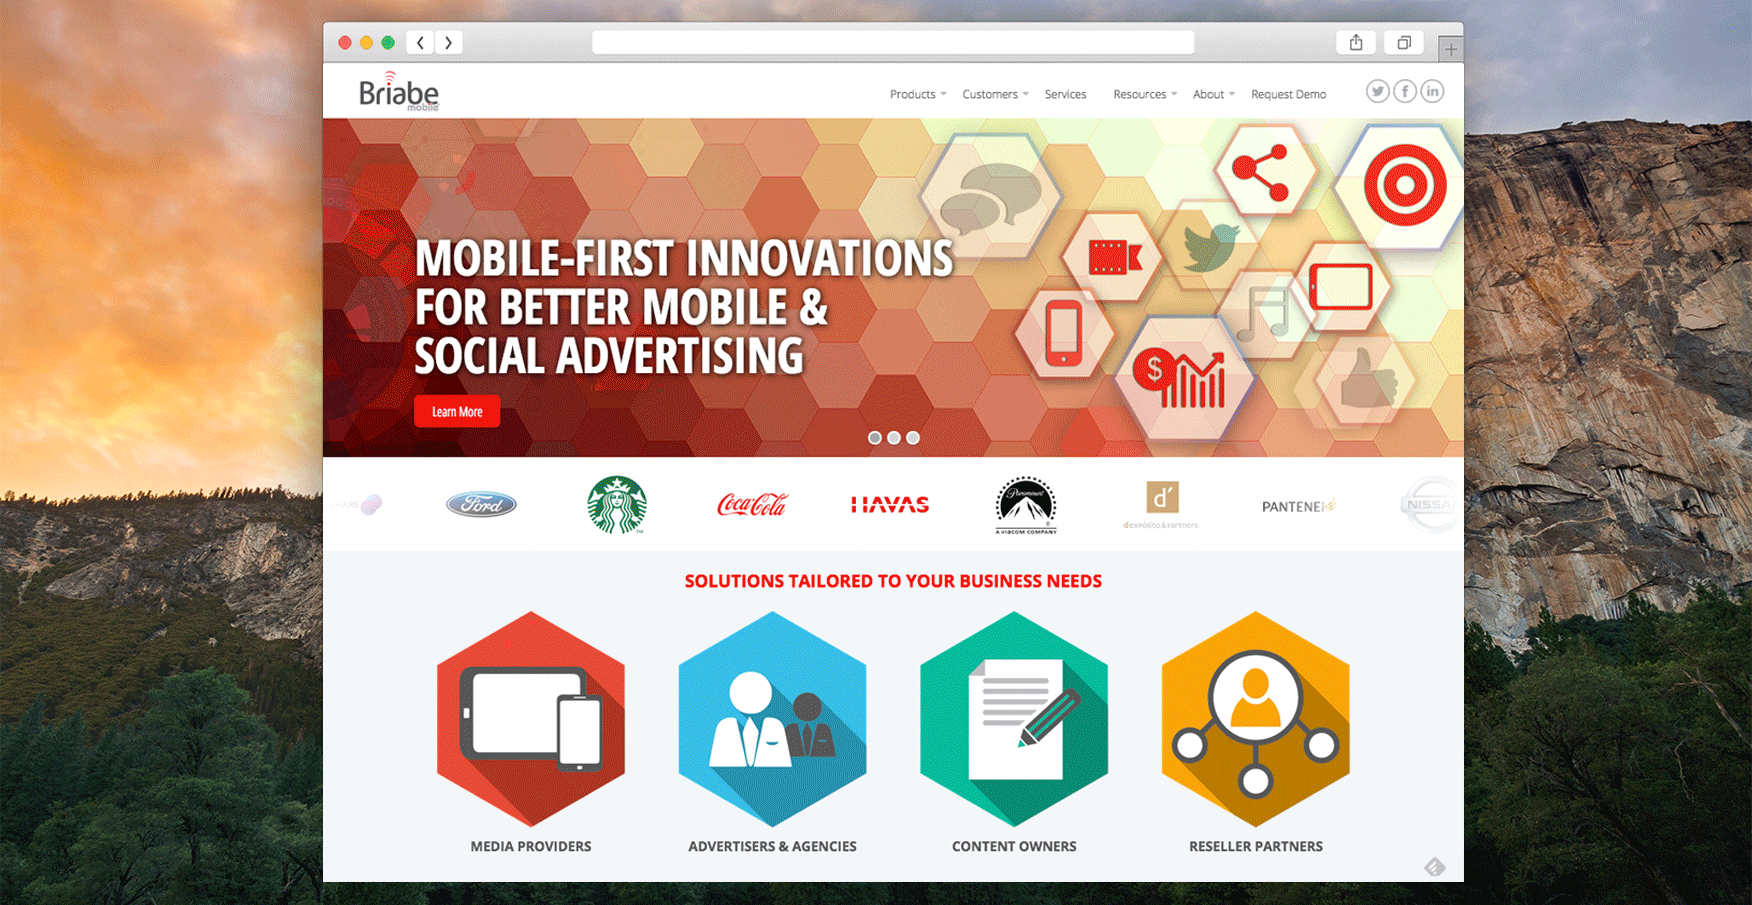 Briabe
mobile
Products
Customers
Services
Resources
About
Request Demo
MOBILE-FIRST INNOVATIONS
FOR BETTER MOBILE &
SOCIAL ADVERTISING
Learn More
HARE
Ford
Coca-Cola
HAVAS
Paramount
A VIACOM COMPANY
d'
d expósito & partners
PANTENE
NISSAN
SOLUTIONS TAILORED TO YOUR BUSINESS NEEDS
MEDIA PROVIDERS
ADVERTISERS & AGENCIES
CONTENT OWNERS
RESELLER PARTNERS